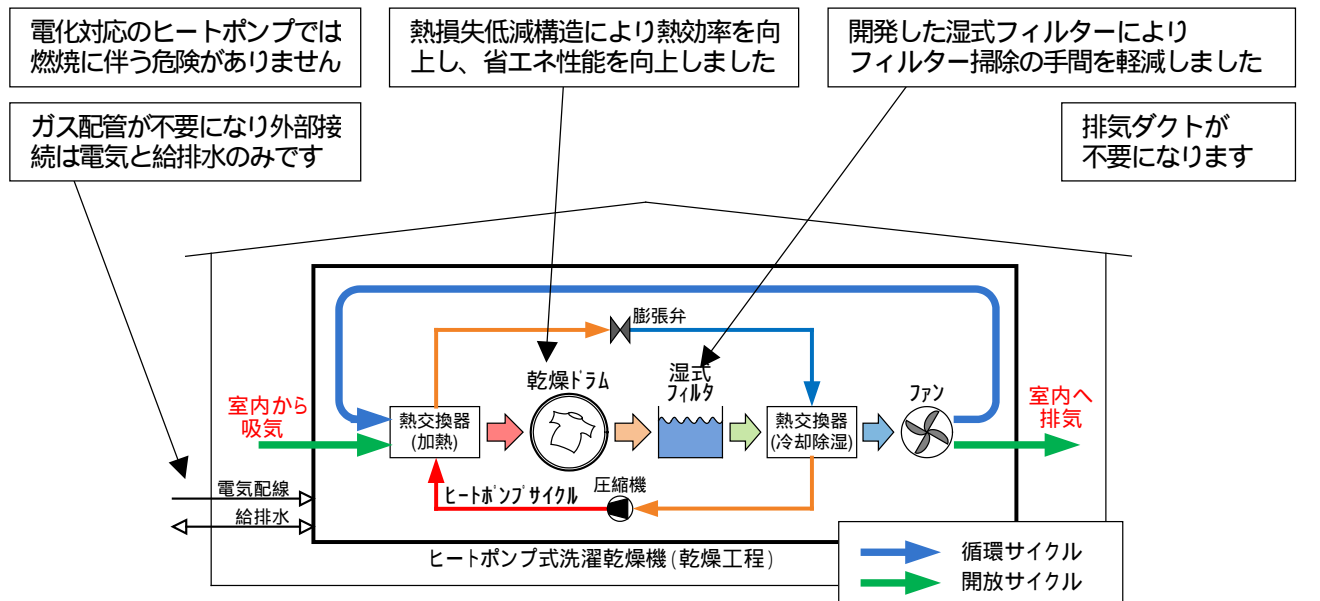 電化対応のヒートポンプでは
燃焼に伴う危険がありません
熱損失低減構造により熱効率を向
上し、省エネ性能を向上しました
開発した湿式フィルターにより
フィルター掃除の手間を軽減しました
ガス配管が不要になり外部接
続は電気と給排水のみです
排気ダクトが
不要になります
膨張弁
乾燥ドラム
湿式
フィルタ
ファン
室内から
吸気
熱交換器
(加熱)
熱交換器
(冷却除湿)
室内へ
排気
電気配線
給排水
ヒートポンプサイクル
圧縮機
ヒートポンプ式洗濯乾燥機(乾燥工程)
循環サイクル
開放サイクル